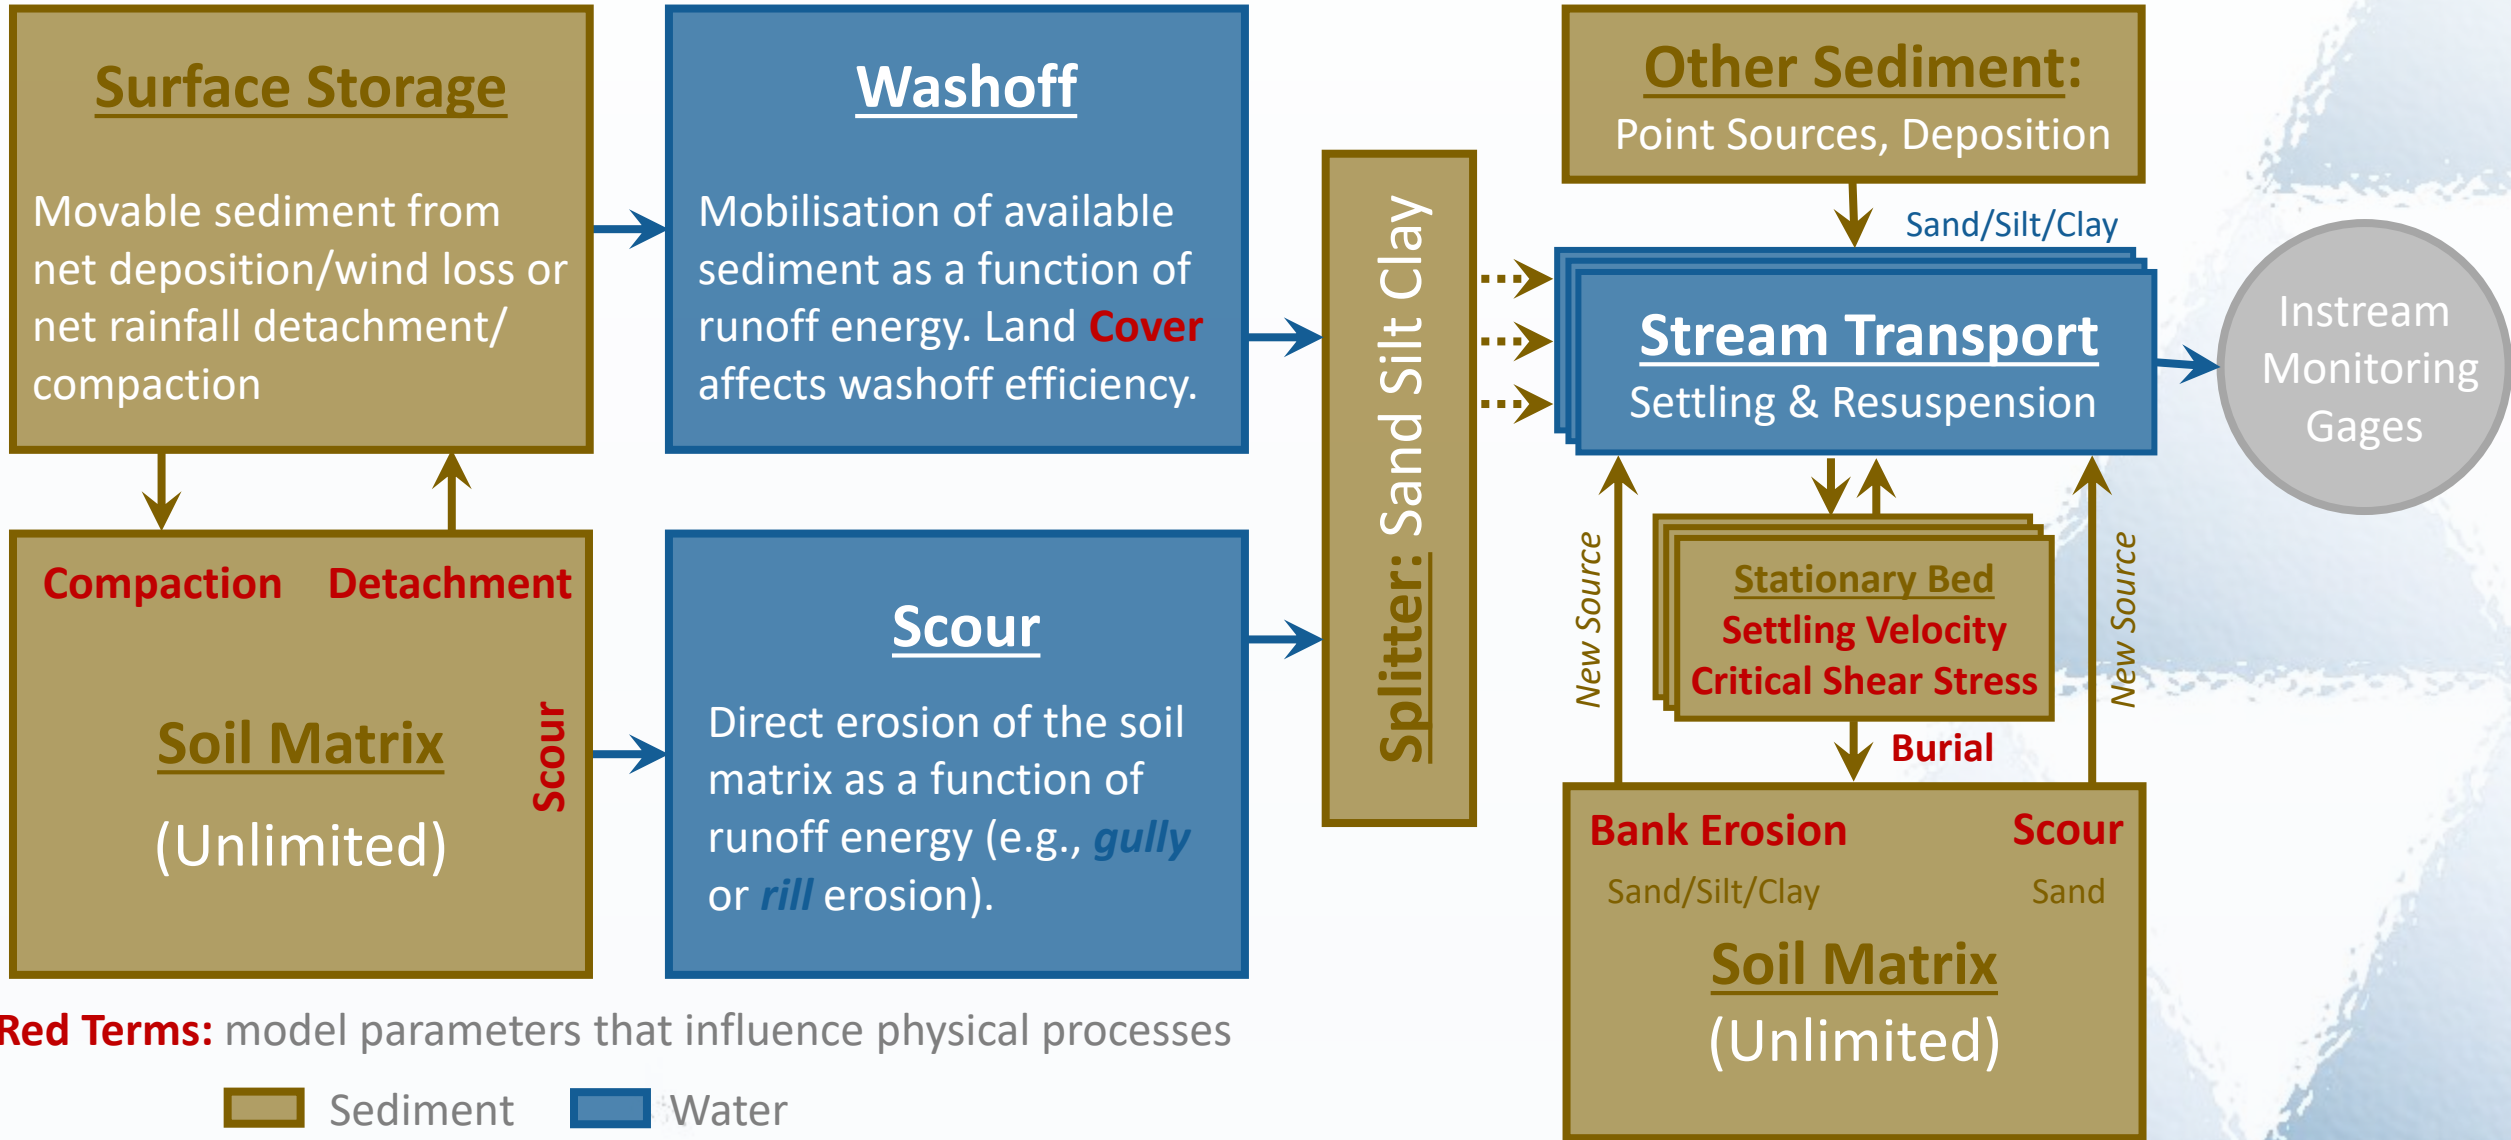 Surface Storage
Movable sediment from
net deposition/wind loss or
net rainfall detachment/
compaction
Washoff
Mobilisation of available
sediment as a function of
runoff energy. Land Cover
affects washoff efficiency.
Compaction Detachment
Scour
Soil Matrix
(Unlimited)
Scour
Direct erosion of the soil
matrix as a function of
runoff energy (e.g., gully
or rill erosion).
Splitter: Sand Silt Clay
Other Sediment:
Point Sources, Deposition
Sand/Silt/Clay
Stream Transport
Settling & Resuspension
Instream
Monitoring
Gages
New Source
Stationary Bed
Settling Velocity
Critical Shear Stress
New Source
Burial
Bank Erosion Scour
Sand/Silt/Clay Sand
Soil Matrix
(Unlimited)
Red Terms: model parameters that influence physical processes
Sediment Water